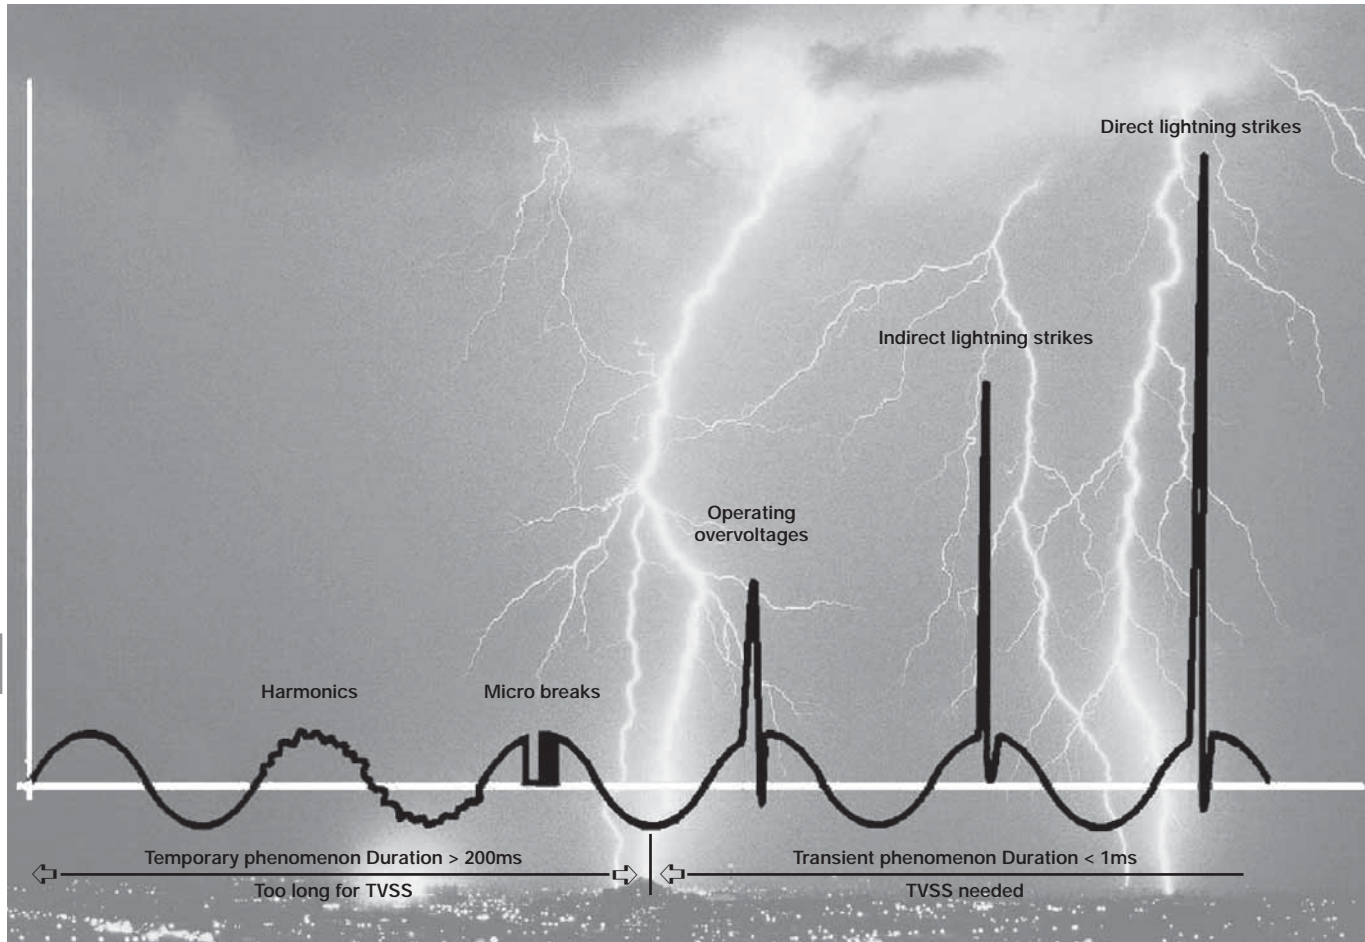 Direct lightning strikes
Indirect lightning strikes
Operating
overvoltages
Harmonics
Micro breaks
Temporary phenomenon Duration > 200ms
Too long for TVSS
Transient phenomenon Duration < 1ms
TVSS needed